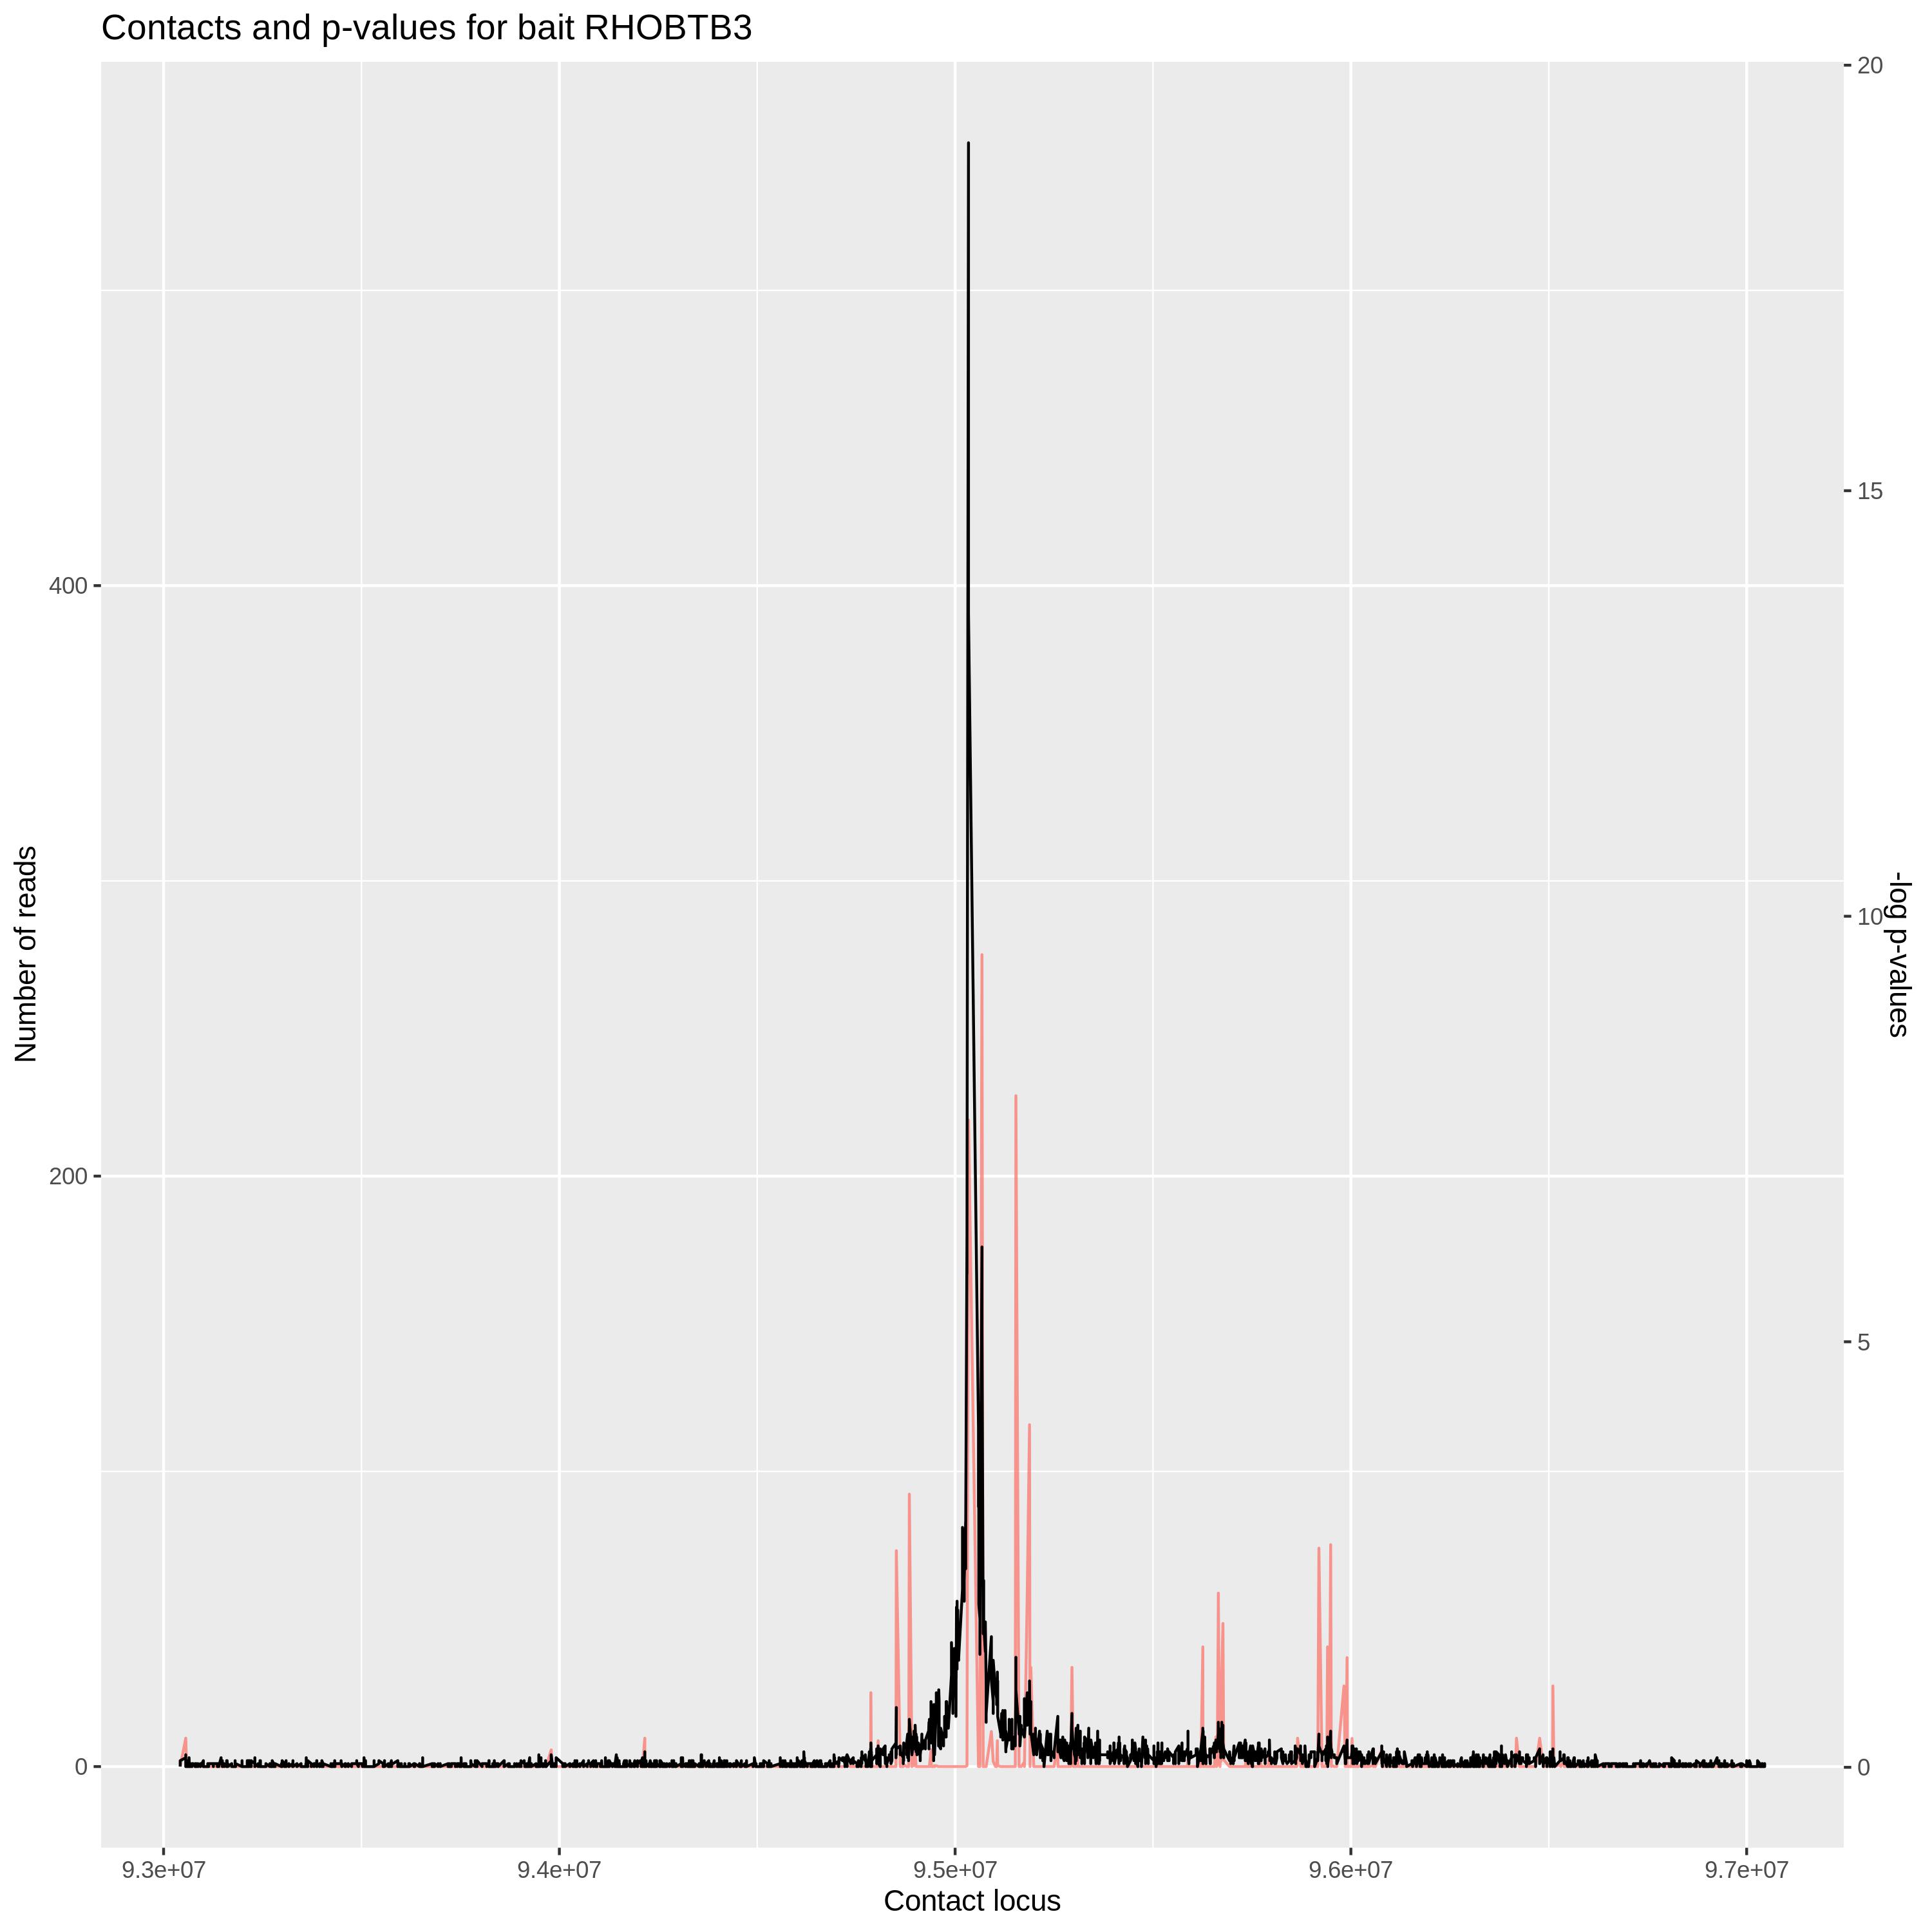 Contacts and p-values for bait RHOBTB3
20
15
10
5
0
-log p-values
400
200
0
Number of reads
9.3e+07 9.4e+07 9.5e+07 9.6e+07 9.7e+07
Contact locus